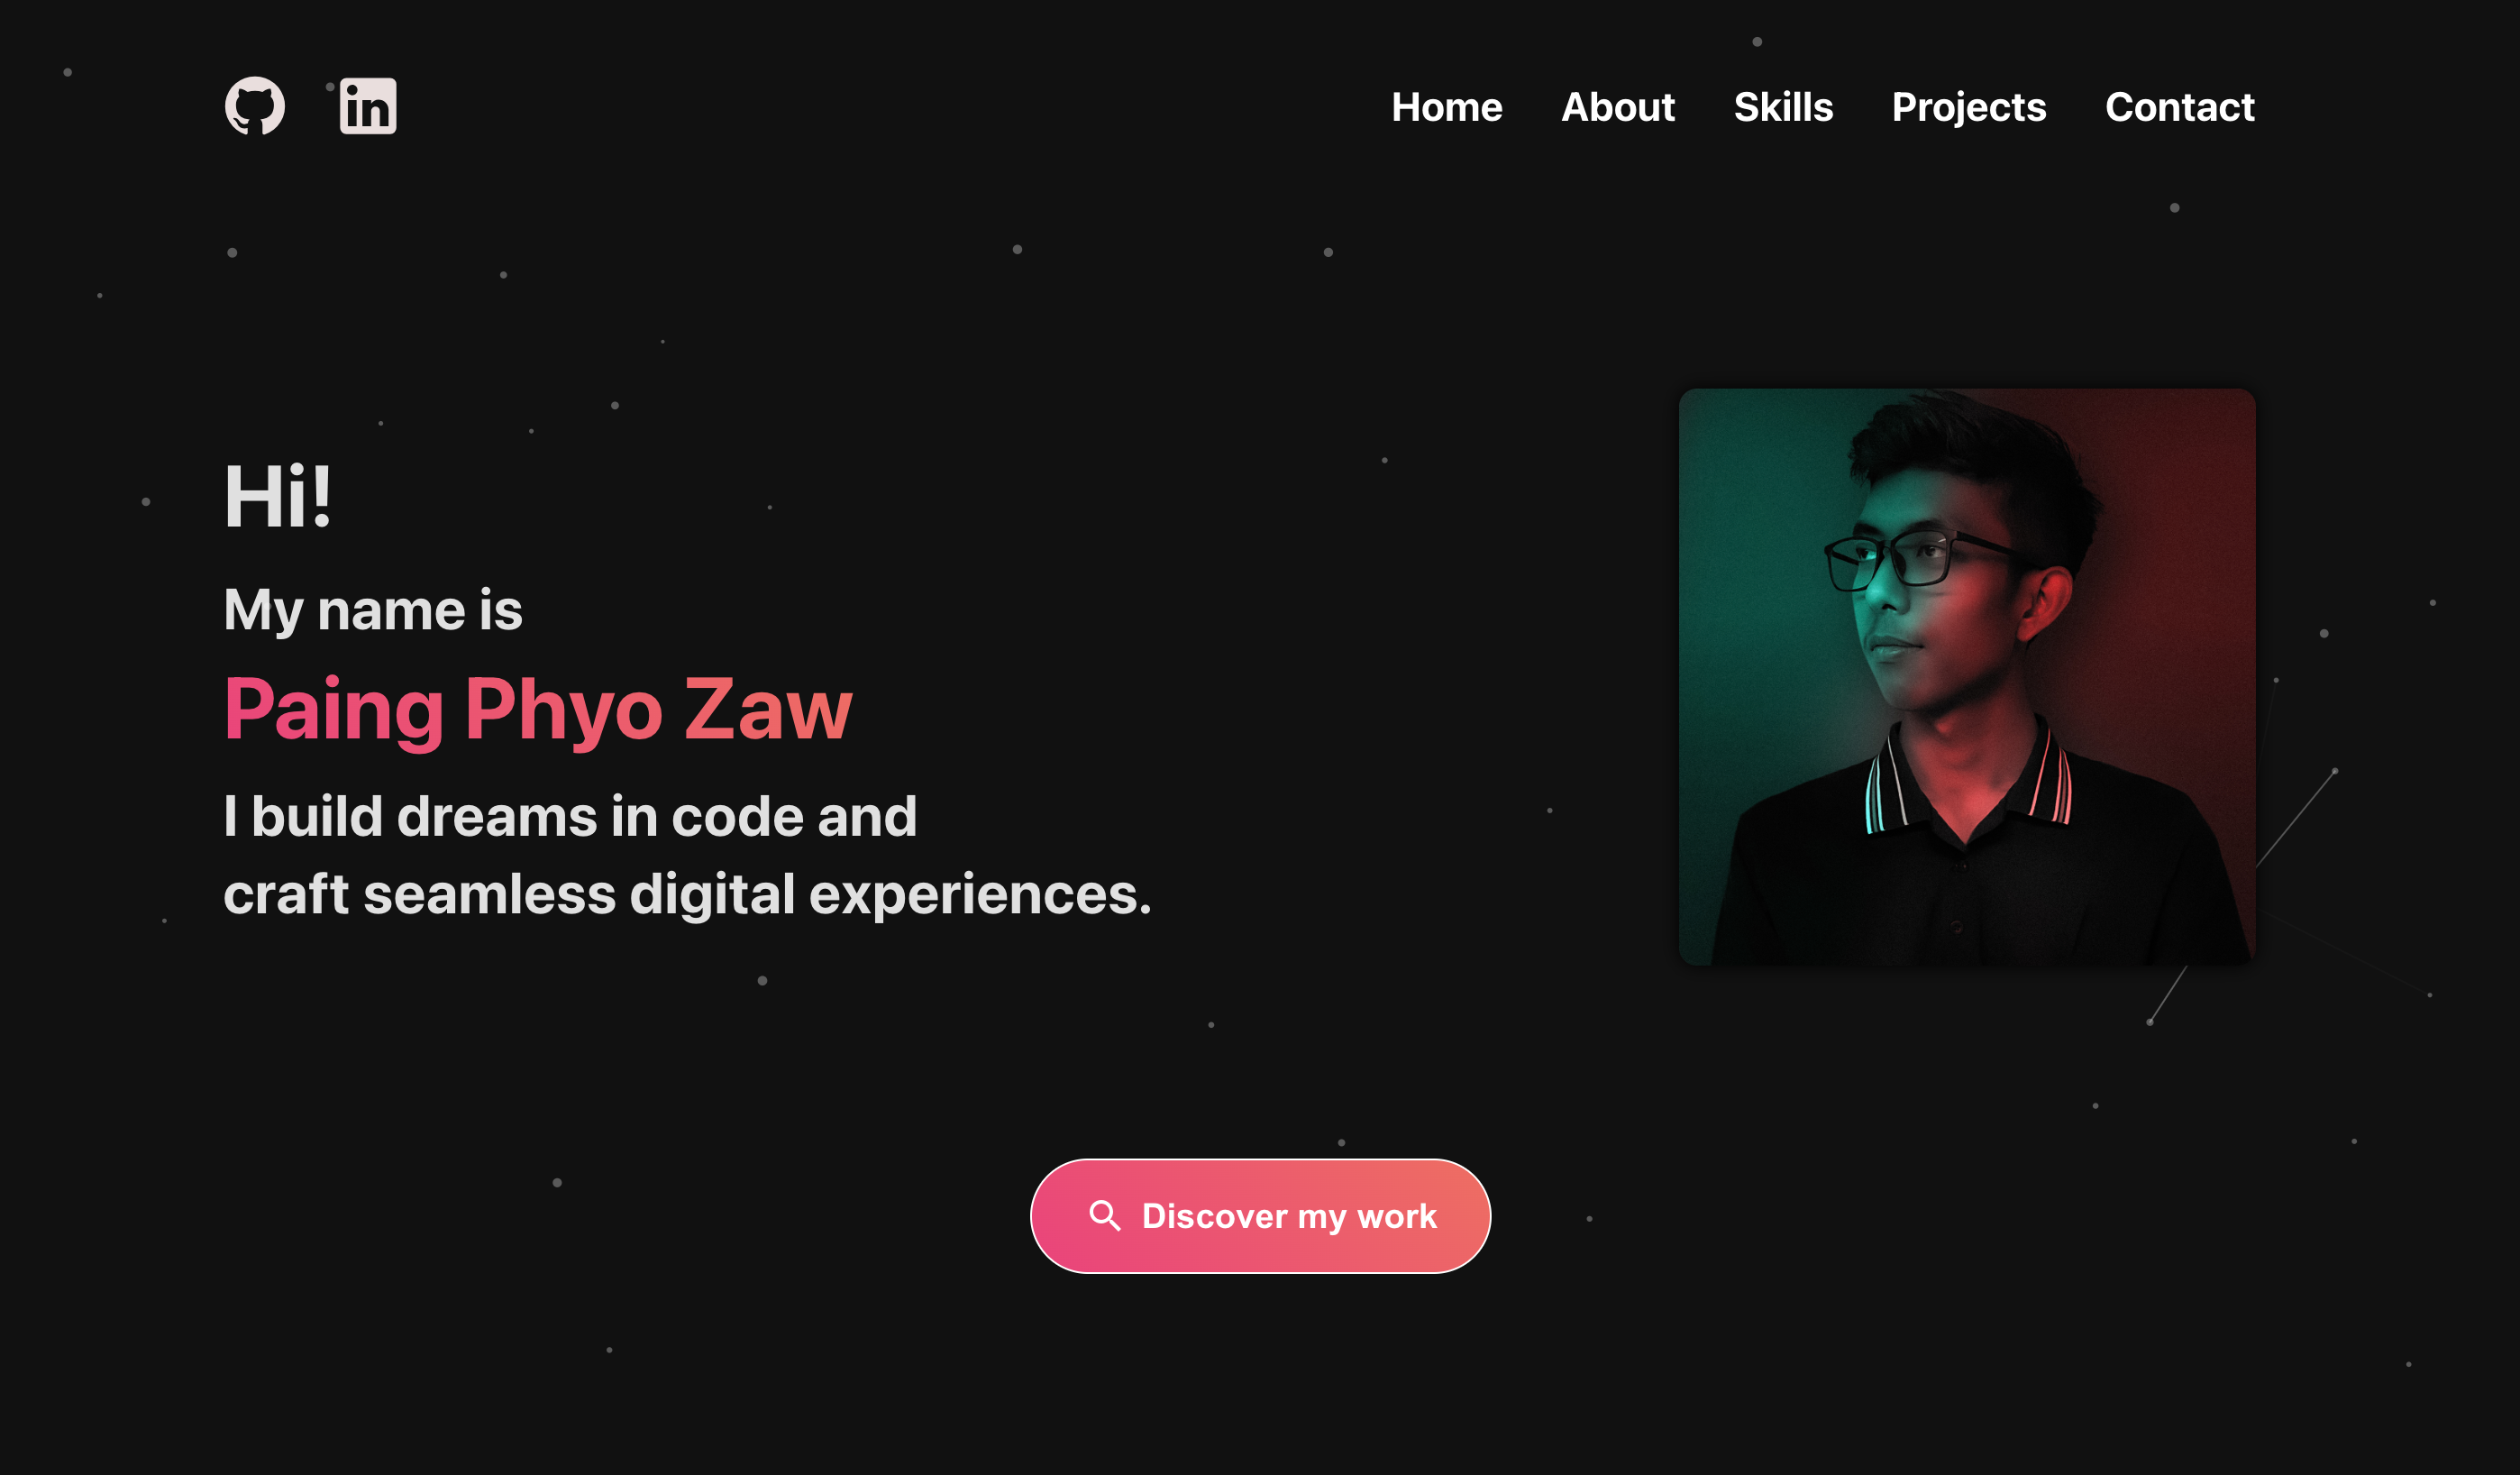 in
Home About Skills Projects Contact
Hi!
My name is
Paing Phyo Zaw
I build dreams in code and
craft seamless digital experiences.
Discover my work